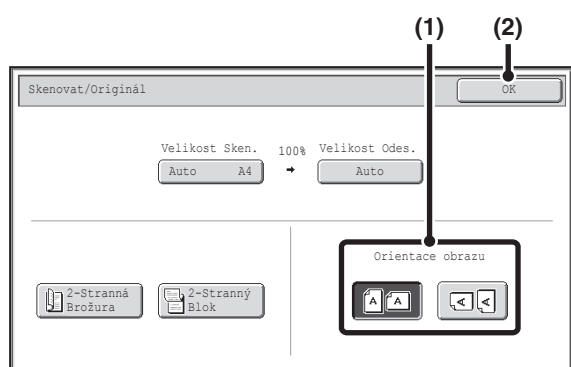 (1) (2)
Skenovat/Originál OK
Velikost Sken. 100% Velikost Odes.
Auto A4 Auto
Orientace obrazu
2-Stranná 2-Stranný
Brožura Blok
A A A A